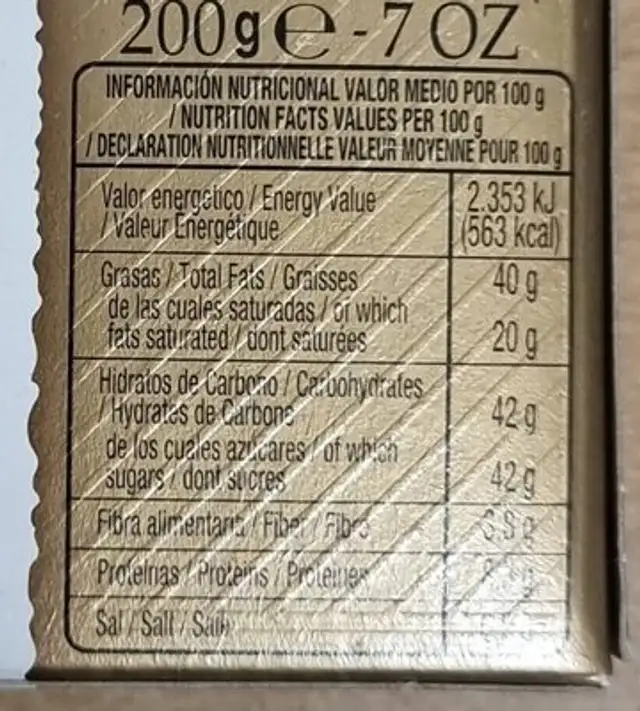 200g e - 7 OZ
INFORMACIÓN NUTRICIONAL VALOR MEDIO POR 100 g
/ NUTRITION FACTS VALUES PER 100 g
/ DECLARATION NUTRITIONNELLE VALEUR MOYENNE POUR 100 g
Valor energético / Energy Value 2.353 kJ
/ Valeur Énergétique (563 kcal)
Grasas / Total Fats / Graisses 40 g
de las cuales saturadas / of which
fats saturated / dont saturées 20 g
Hidratos de Carbono / Carbohydrates
/ Hydrates de Carbone 42 g
de los cuales azúcares / of which
sugars / dont sucres 42 g
Fibra alimentaria / Fiber / Fibre
Proteínas / Proteins / Proteines
Sal / Salt /